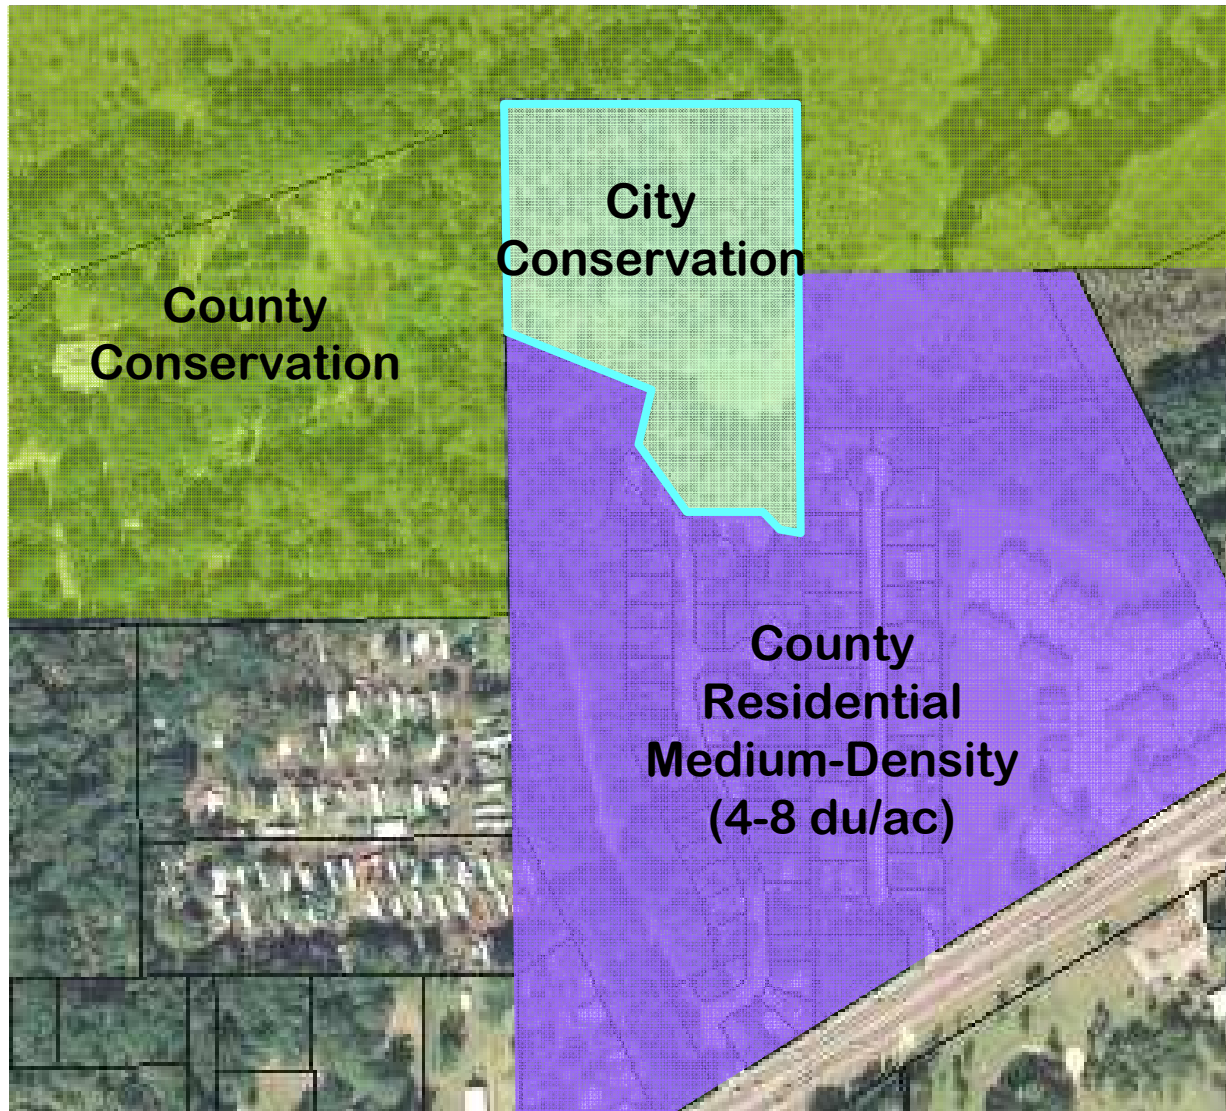 City
Conservation
County
Conservation
County
Residential
Medium-Density
(4-8 du/ac)